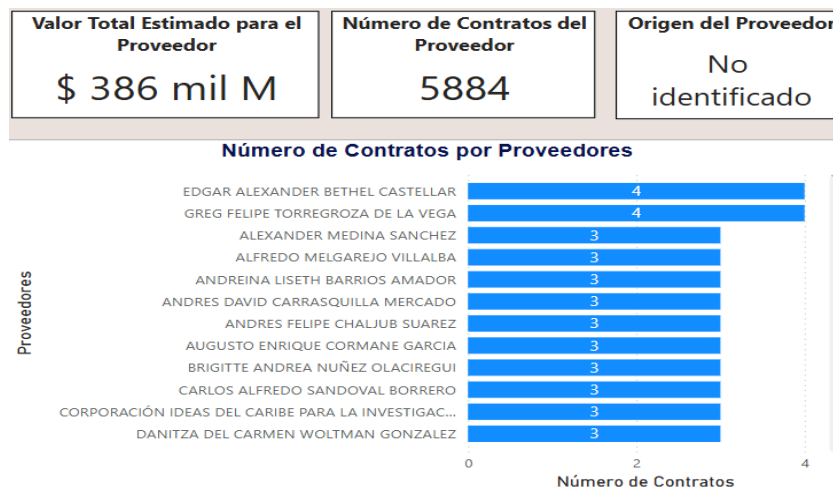 Valor Total Estimado para el
Proveedor
$ 386 mil M
Número de Contratos del
Proveedor
5884
Origen del Proveedor
No
identificado
Número de Contratos por Proveedores
Proveedores
EDGAR ALEXANDER BETHEL CASTELLAR 4
GREG FELIPE TORREGROZA DE LA VEGA 4
ALEXANDER MEDINA SANCHEZ 3
ALFREDO MELGAREJO VILLALBA 3
ANDREINA LISETH BARRIOS AMADOR 3
ANDRES DAVID CARRASQUILLA MERCADO 3
ANDRES FELIPE CHALJUB SUAREZ 3
AUGUSTO ENRIQUE CORMANE GARCIA 3
BRIGITTE ANDREA NUÑEZ OLACIREGUI 3
CARLOS ALFREDO SANDOVAL BORRERO 3
CORPORACIÓN IDEAS DEL CARIBE PARA LA INVESTIGAC... 3
DANITZA DEL CARMEN WOLTMAN GONZALEZ 3
0 2 4
Número de Contratos